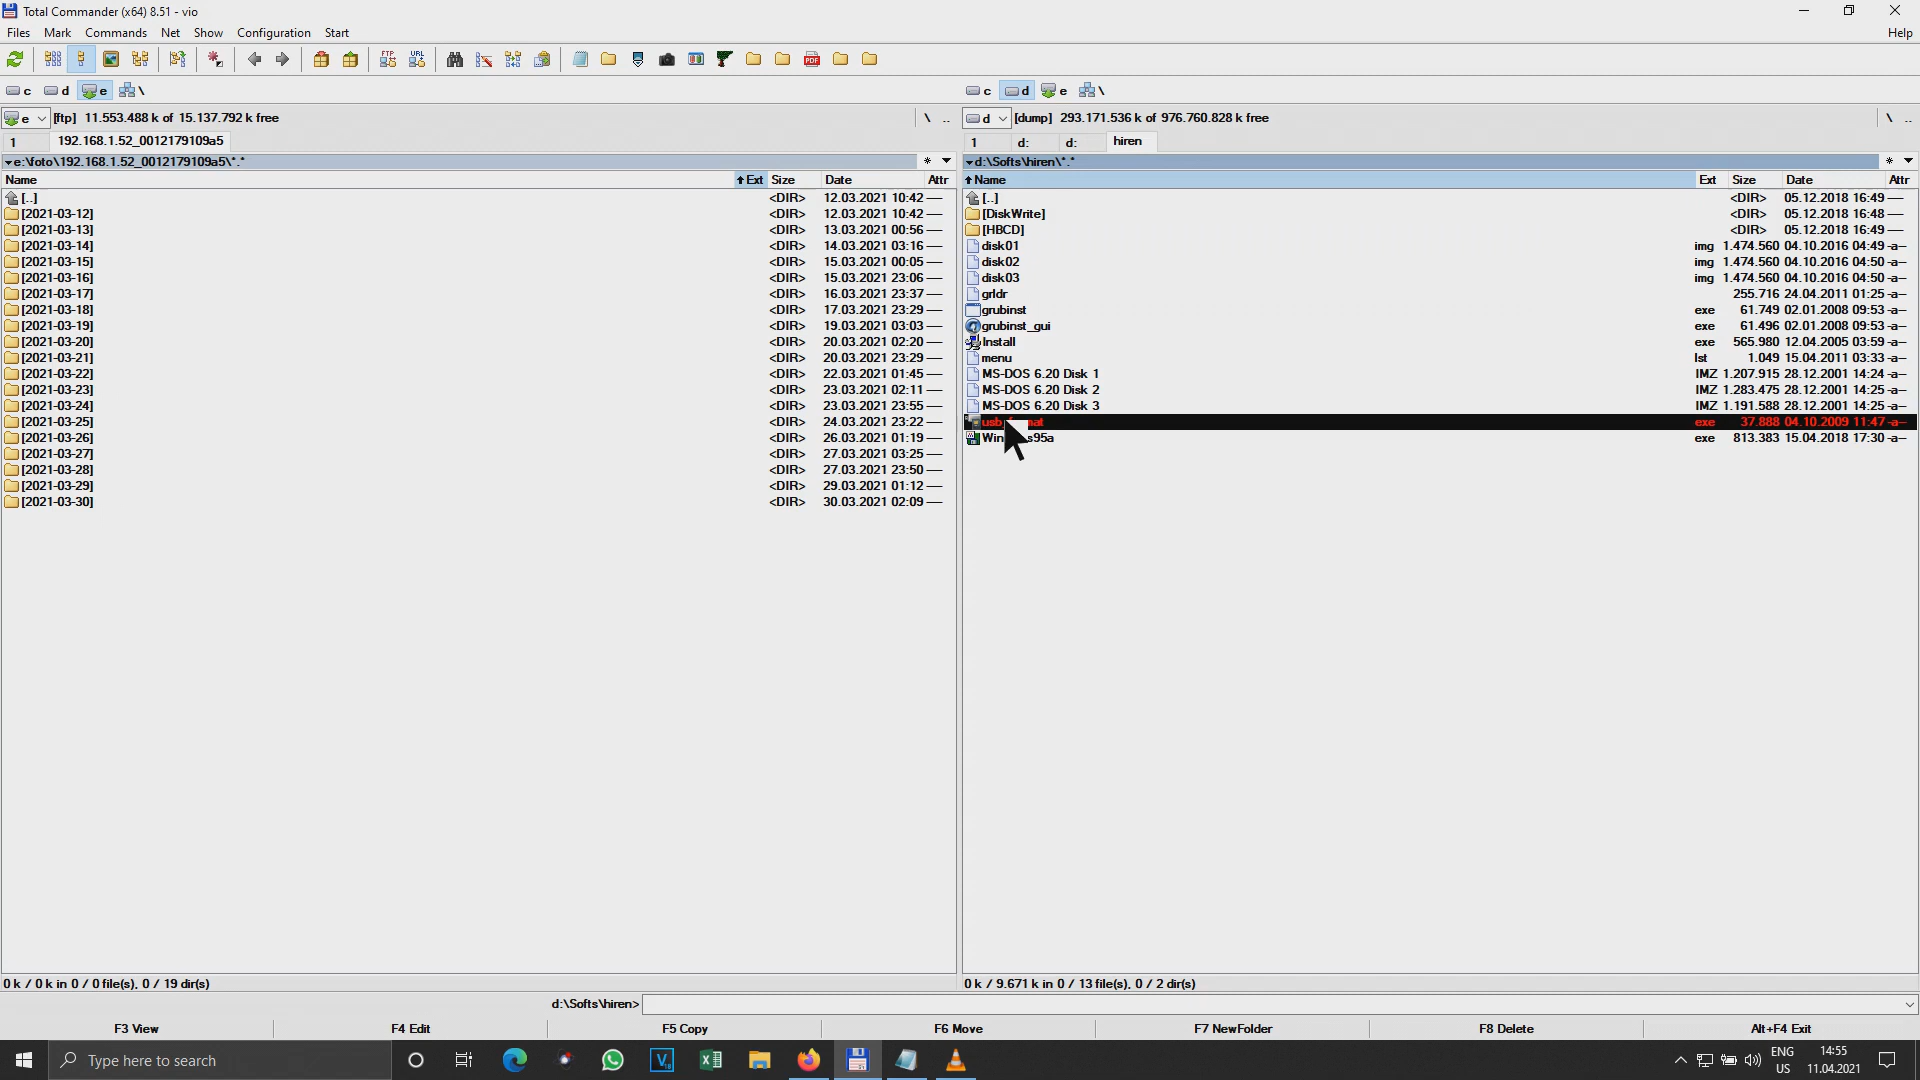 Total Commander (x64) 8.51 - vio
Files Mark Commands Net Show Configuration Start Help
FTP URL PDF
c d e \ c d e \
e [ftp] 11.553.488 k of 15.137.792 k free \ .. d [dump] 293.171.536 k of 976.760.828 k free \ ..
1 192.168.1.52_0012179109a5 1 d: d: hiren
e:\foto\192.168.1.52_0012179109a5\*.* * d:\Softs\hiren\*.* *
Name Ext Size Date Attr Name Ext Size Date Attr
[..] <DIR> 12.03.2021 10:42 —— [..] <DIR> 05.12.2018 16:49 ——
[2021-03-12] <DIR> 12.03.2021 10:42 —— [DiskWrite] <DIR> 05.12.2018 16:48 ——
[2021-03-13] <DIR> 13.03.2021 00:56 —— [HBCD] <DIR> 05.12.2018 16:49 ——
[2021-03-14] <DIR> 14.03.2021 03:16 —— disk01 img 1.474.560 04.10.2016 04:49 -a--
[2021-03-15] <DIR> 15.03.2021 00:05 —— disk02 img 1.474.560 04.10.2016 04:50 -a--
[2021-03-16] <DIR> 15.03.2021 23:06 —— disk03 img 1.474.560 04.10.2016 04:50 -a--
[2021-03-17] <DIR> 16.03.2021 23:37 —— grldr 255.716 24.04.2011 01:25 -a--
[2021-03-18] <DIR> 17.03.2021 23:29 —— grubinst exe 61.749 02.01.2008 09:53 -a--
[2021-03-19] <DIR> 19.03.2021 03:03 —— grubinst_gui exe 61.496 02.01.2008 09:53 -a--
[2021-03-20] <DIR> 20.03.2021 02:20 —— Install exe 565.980 12.04.2005 03:59 -a--
[2021-03-21] <DIR> 20.03.2021 23:29 —— menu lst 1.049 15.04.2011 03:33 -a--
[2021-03-22] <DIR> 22.03.2021 01:45 —— MS-DOS 6.20 Disk 1 IMZ 1.207.915 28.12.2001 14:24 -a--
[2021-03-23] <DIR> 23.03.2021 02:11 —— MS-DOS 6.20 Disk 2 IMZ 1.283.475 28.12.2001 14:25 -a--
[2021-03-24] <DIR> 23.03.2021 23:55 —— MS-DOS 6.20 Disk 3 IMZ 1.191.588 28.12.2001 14:25 -a--
[2021-03-25] <DIR> 24.03.2021 23:22 —— exe 37.888 04.10.2009 11:47 -a--
[2021-03-26] <DIR> 26.03.2021 01:19 —— exe 813.383 15.04.2018 17:30 -a--
[2021-03-27] <DIR> 27.03.2021 03:25 ——
[2021-03-28] <DIR> 27.03.2021 23:50 ——
[2021-03-29] <DIR> 29.03.2021 01:12 ——
[2021-03-30] <DIR> 30.03.2021 02:09 ——
0 k / 0 k in 0 / 0 file(s), 0 / 19 dir(s) 0 k / 9.671 k in 0 / 13 file(s), 0 / 2 dir(s)
d:\Softs\hiren>
F3 View F4 Edit F5 Copy F6 Move F7 NewFolder F8 Delete Alt+F4 Exit
Type here to search ENG 14:55
US 11.04.2021